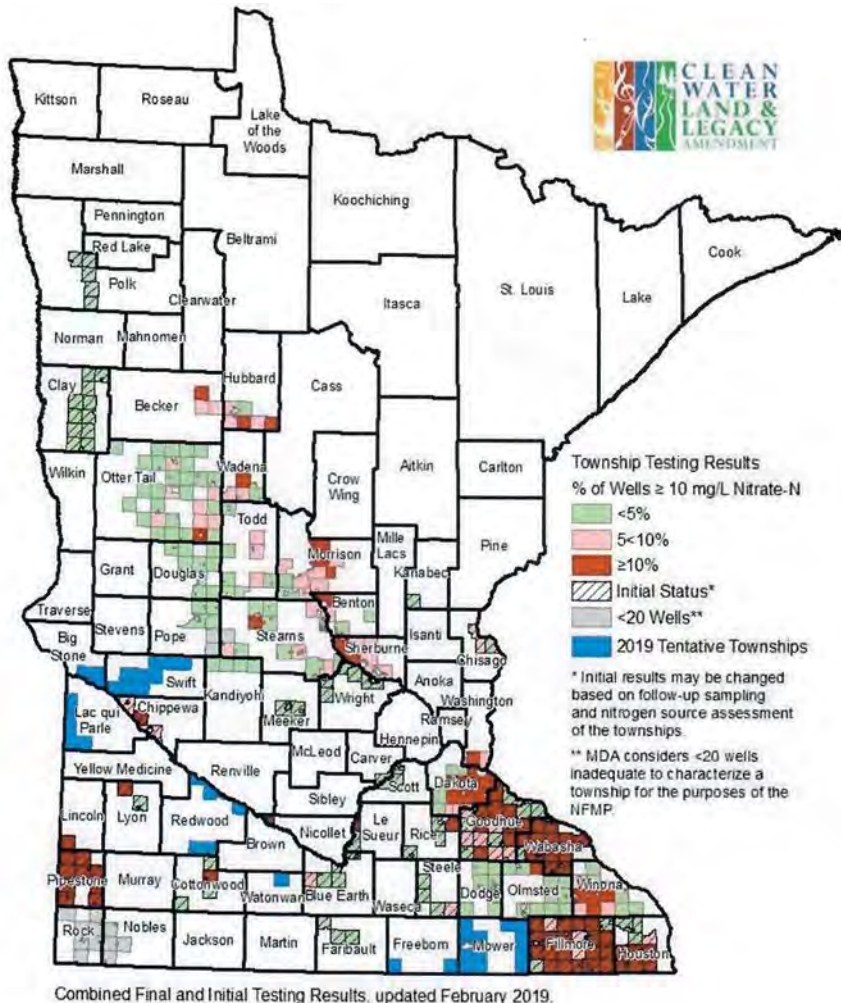 CLEAN
WATER
LAND &
LEGACY
AMENDMENT
Kittson
Roseau
Lake
of the
Woods
Marshall
Koochiching
Pennington
Beltrami
Red Lake
Polk
Clearwater
St. Louis
Lake
Cook
Itasca
Norman
Mahnomen
Hubbard
Cass
Clay
Becker
Wilkin
Otter Tail
Wadena
Crow
Wing
Aitkin
Carlton
Todd
Mille
Lacs
Pine
Morrison
Kanabec
Grant
Douglas
Benton
Traverse
Stevens
Pope
Stearns
Isanti
Big
Stone
Sherburne
Chisago
Swift
Anoka
Kandiyohi
Wright
Washington
Chippewa
Meeker
Ramsey
Lac qui
Parle
Hennepin
McLeod
Carver
Yellow Medicine
Renville
Scott
Dakota
Sibley
Lincoln
Lyon
Redwood
Goodhue
Nicollet
Le
Sueur
Rice
Brown
Wabasha
Steele
Pipestone
Murray
Cottonwood
Watonwan
Blue Earth
Waseca
Dodge
Olmsted
Winona
Rock
Nobles
Jackson
Martin
Faribault
Freeborn
Mower
Fillmore
Houston
Township Testing Results
% of Wells ≥ 10 mg/L Nitrate-N
<5%
5<10%
≥10%
Initial Status*
<20 Wells**
2019 Tentative Townships
* Initial results may be changed
based on follow-up sampling
and nitrogen source assessment
of the townships.
** MDA considers <20 wells
inadequate to characterize a
township for the purposes of the
NFMP.
Combined Final and Initial Testing Results, updated February 2019.